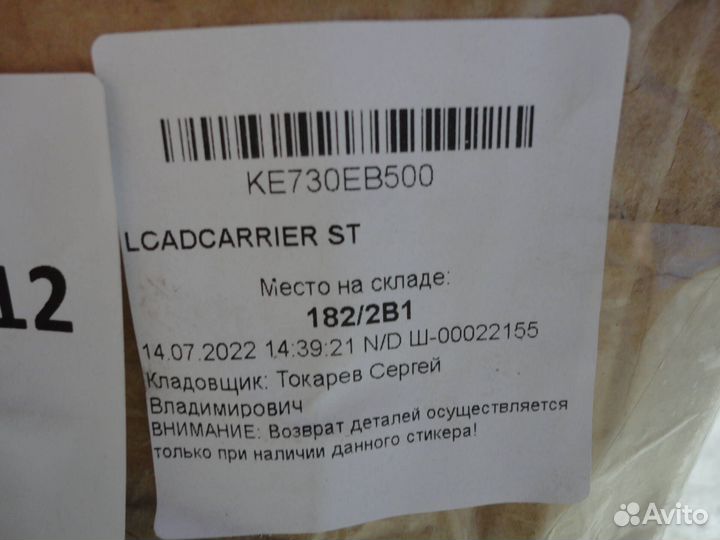 KE730EB500
LOADCARRIER ST
Место на складе:
182/2B1
14.07.2022 14:39:21 N/D Ш-00022155
Кладовщик: Токарев Сергей
Владимирович
ВНИМАНИЕ: Возврат деталей осуществляется
только при наличии данного стикера!
12
Avito